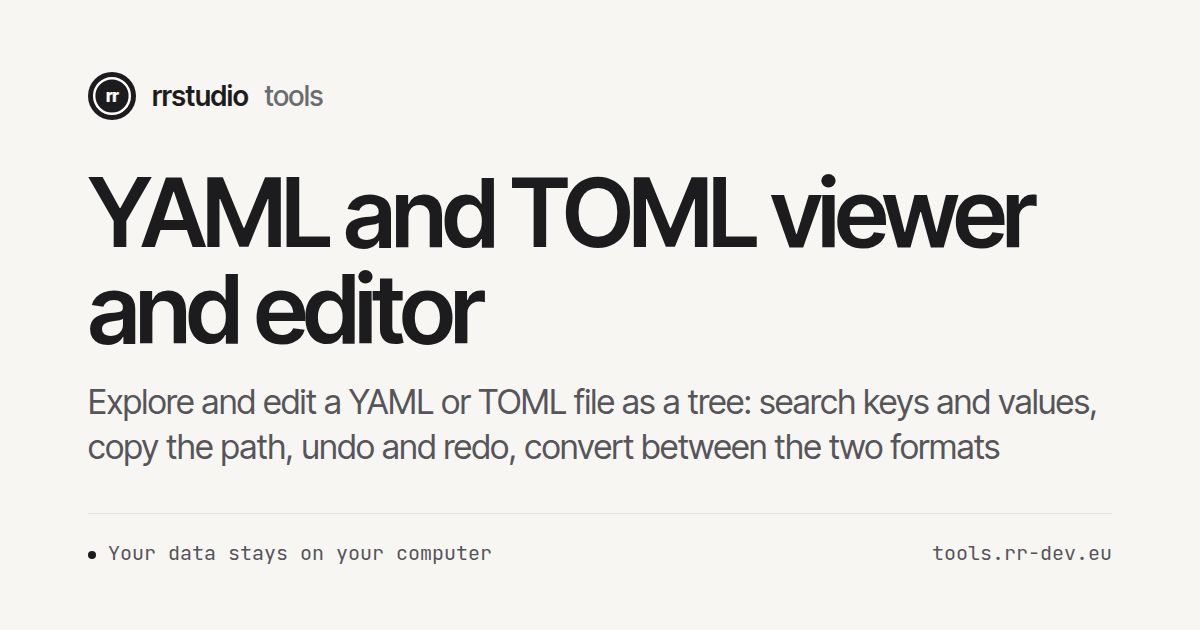 rr rrstudio tools
YAML and TOML viewer
and editor
Explore and edit a YAML or TOML file as a tree: search keys and values,
copy the path, undo and redo, convert between the two formats
Your data stays on your computer
tools.rr-dev.eu